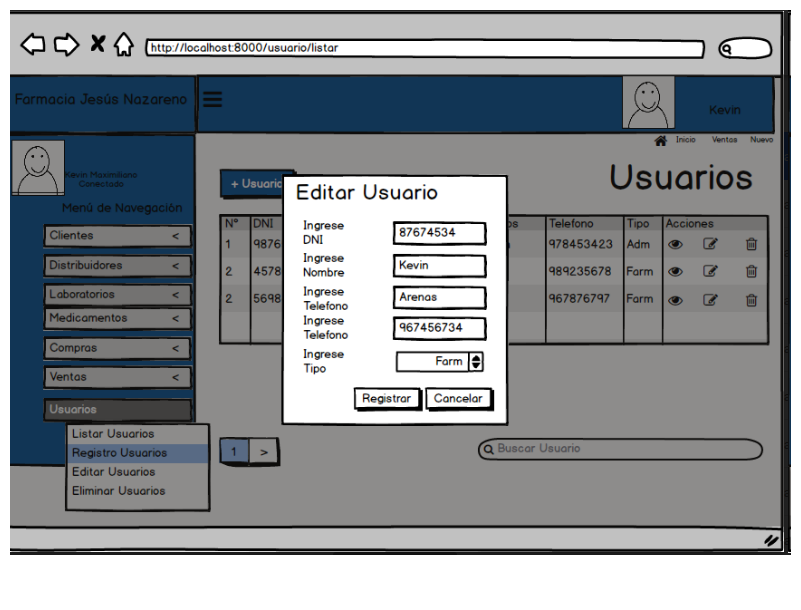 http://localhost:8000/usuario/listar
Farmacia Jesús Nazareno
Kevin
Inicio Ventas Nuevo
Kevin Maximiliano
Conectado
Menú de Navegación
Clientes <
Distribuidores <
Laboratorios <
Medicamentos <
Compras <
Ventas <
Usuarios
Listar Usuarios
Registro Usuarios
Editar Usuarios
Eliminar Usuarios
Usuarios
+ Usuario
N° DNI Telefono Tipo Acciones
1 9876 978453423 Adm
2 4578 989235678 Farm
2 5698 967876797 Farm
Editar Usuario
Ingrese
DNI
87674534
Ingrese
Nombre
Kevin
Ingrese
Telefono
Arenas
Ingrese
Telefono
967456734
Ingrese
Tipo
Farm
Registrar Cancelar
1 >
Buscar Usuario